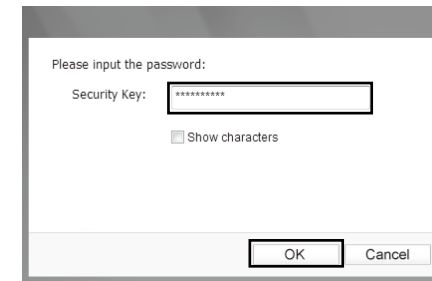 Please input the password:
Security Key: **********
Show characters
OK Cancel